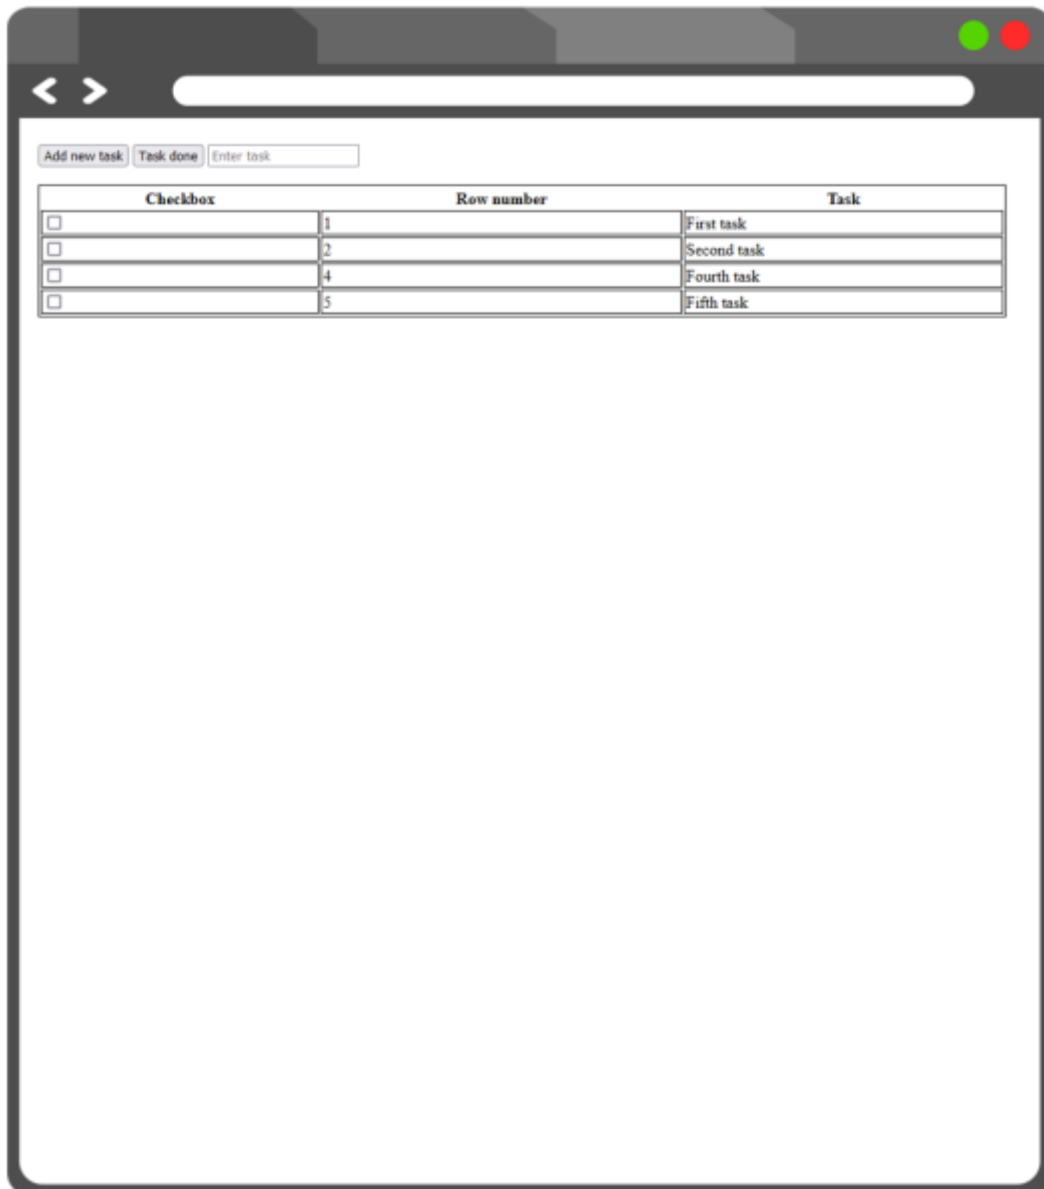 Add new task Task done Enter task
Checkbox Row number Task
1 First task
2 Second task
4 Fourth task
5 Fifth task